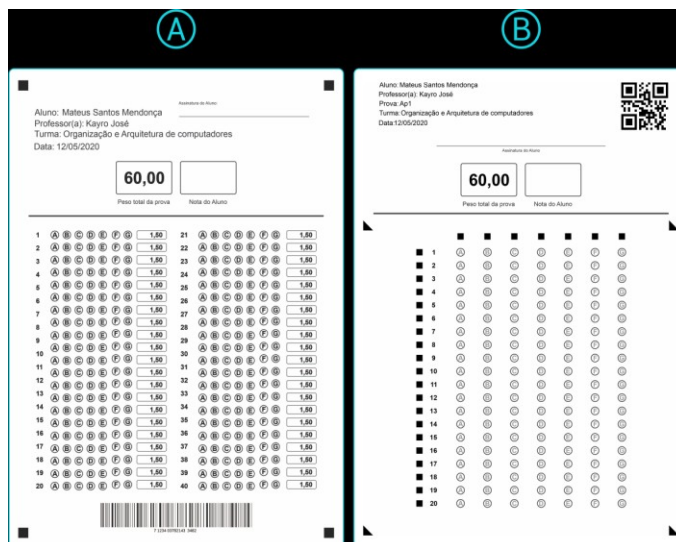 A
Assinatura do Aluno
Aluno: Mateus Santos Mendonça
Professor(a): Kayro José
Turma: Organização e Arquitetura de computadores
Data: 12/05/2020
60,00
Peso total da prova Nota do Aluno
1 A B C D E F G 1,50 21 A B C D E F G 1,50
2 A B C D E F G 1,50 22 A B C D E F G 1,50
3 A B C D E F G 1,50 23 A B C D E F G 1,50
4 A B C D E F G 1,50 24 A B C D E F G 1,50
5 A B C D E F G 1,50 25 A B C D E F G 1,50
6 A B C D E F G 1,50 26 A B C D E F G 1,50
7 A B C D E F G 1,50 27 A B C D E F G 1,50
8 A B C D E F G 1,50 28 A B C D E F G 1,50
9 A B C D E F G 1,50 29 A B C D E F G 1,50
10 A B C D E F G 1,50 30 A B C D E F G 1,50
11 A B C D E F G 1,50 31 A B C D E F G 1,50
12 A B C D E F G 1,50 32 A B C D E F G 1,50
13 A B C D E F G 1,50 33 A B C D E F G 1,50
14 A B C D E F G 1,50 34 A B C D E F G 1,50
15 A B C D E F G 1,50 35 A B C D E F G 1,50
16 A B C D E F G 1,50 36 A B C D E F G 1,50
17 A B C D E F G 1,50 37 A B C D E F G 1,50
18 A B C D E F G 1,50 38 A B C D E F G 1,50
19 A B C D E F G 1,50 39 A B C D E F G 1,50
20 A B C D E F G 1,50 40 A B C D E F G 1,50
B
Aluno: Mateus Santos Mendonça
Professor(a): Kayro José
Prova: Ap1
Turma: Organização e Arquitetura de computadores
Data:12/05/2020
Assinatura do Aluno
60,00
Peso total da prova Nota do Aluno
1 A B C D E F G
2 A B C D E F G
3 A B C D E F G
4 A B C D E F G
5 A B C D E F G
6 A B C D E F G
7 A B C D E F G
8 A B C D E F G
9 A B C D E F G
10 A B C D E F G
11 A B C D E F G
12 A B C D E F G
13 A B C D E F G
14 A B C D E F G
15 A B C D E F G
16 A B C D E F G
17 A B C D E F G
18 A B C D E F G
19 A B C D E F G
20 A B C D E F G